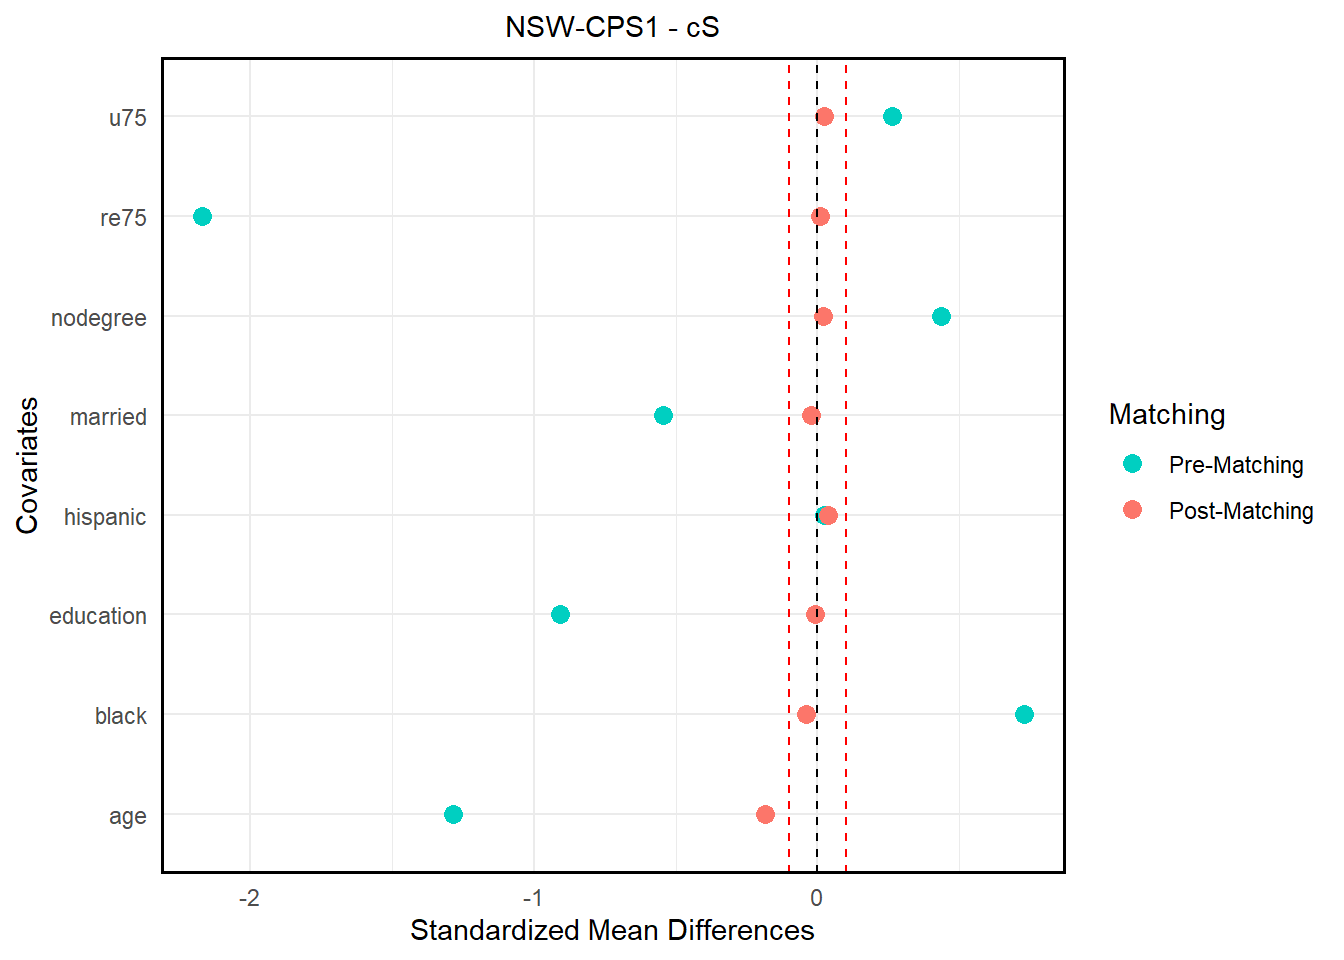 NSW-CPS1 - cS
u75
re75
nodegree
married
hispanic
education
black
age
Covariates
-2
-1
0
Standardized Mean Differences
Matching
Pre-Matching
Post-Matching